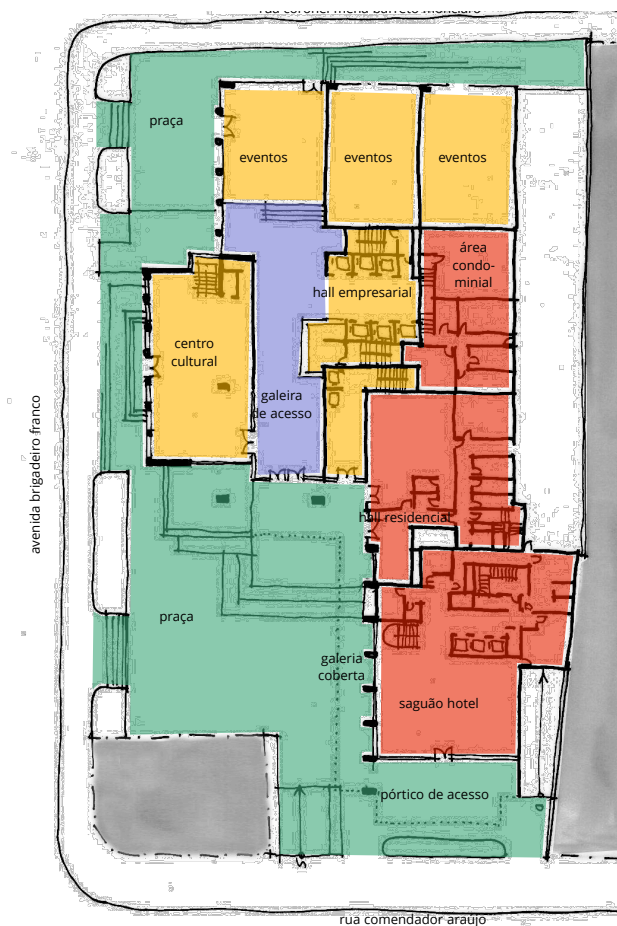 praça
eventos
eventos
eventos
área
condo-
minial
hall empresarial
centro
cultural
galeira
de acesso
avenida brigadeiro franco
hall residencial
praça
galeria
coberta
saguão hotel
pórtico de acesso
rua comendador araújo